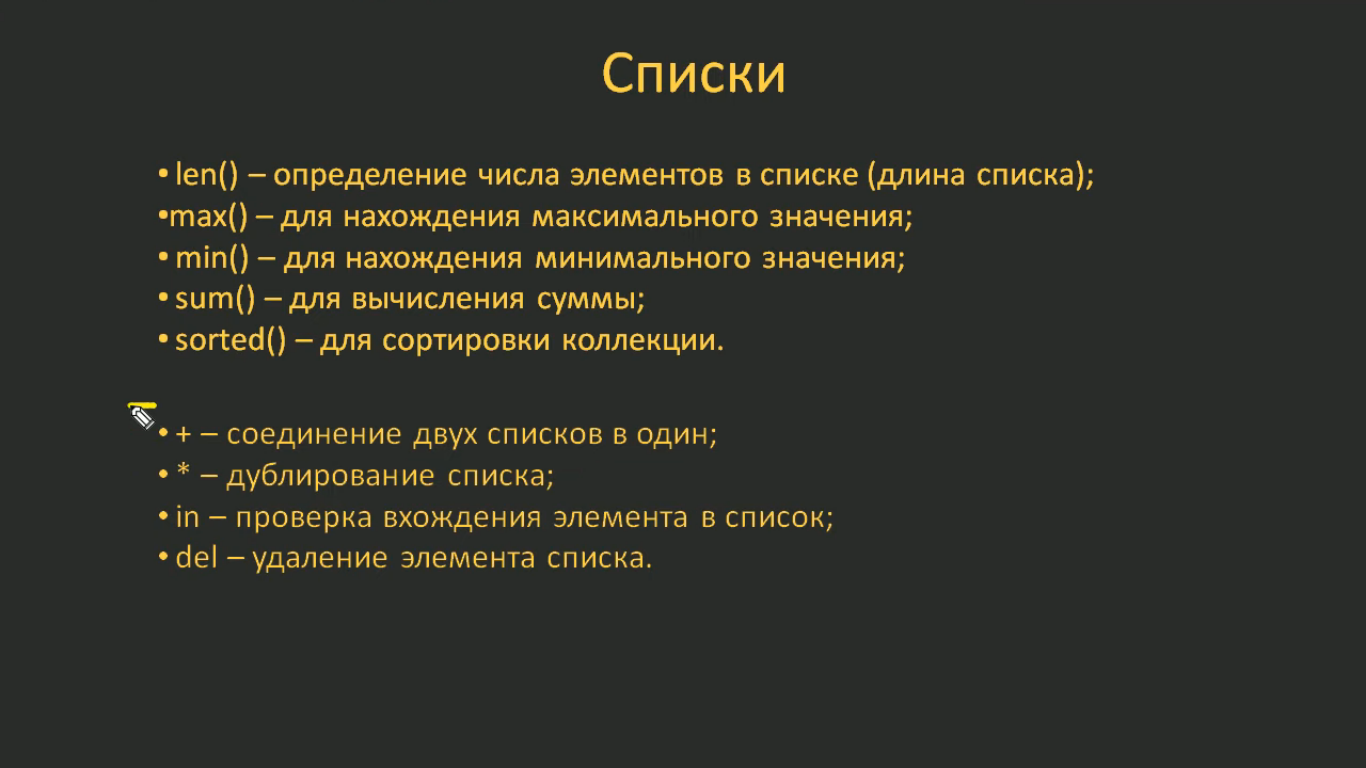 Списки
• len() – определение числа элементов в списке (длина списка);
•max() – для нахождения максимального значения;
• min() – для нахождения минимального значения;
• sum() – для вычисления суммы;
• sorted() – для сортировки коллекции.
• + – соединение двух списков в один;
• * – дублирование списка;
• in – проверка вхождения элемента в список;
• del – удаление элемента списка.